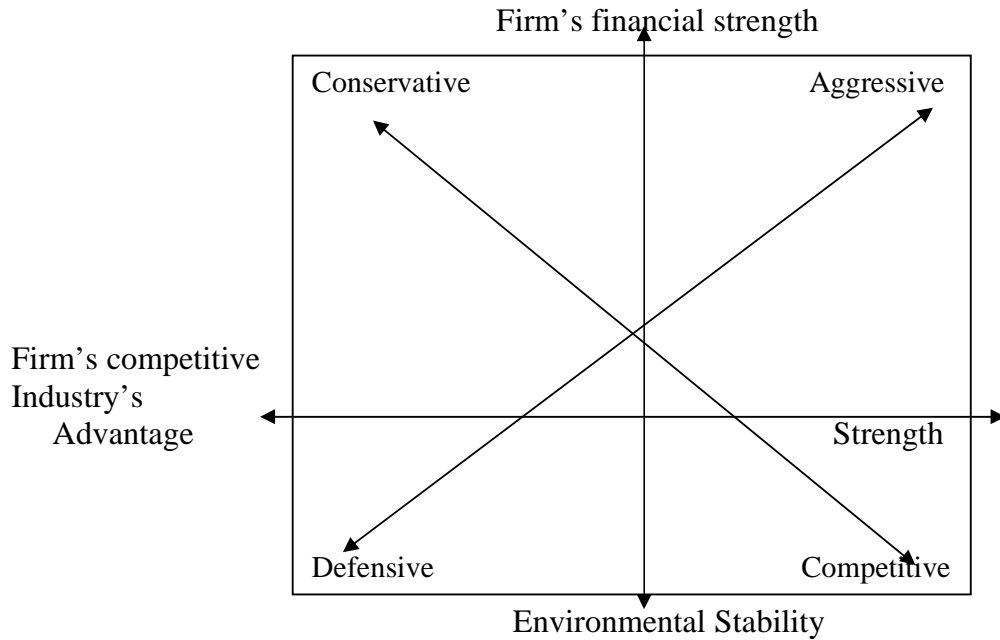 Firm’s financial strength
Conservative
Aggressive
Firm’s competitive
Industry’s
Advantage
Strength
Defensive
Competitive
Environmental Stability